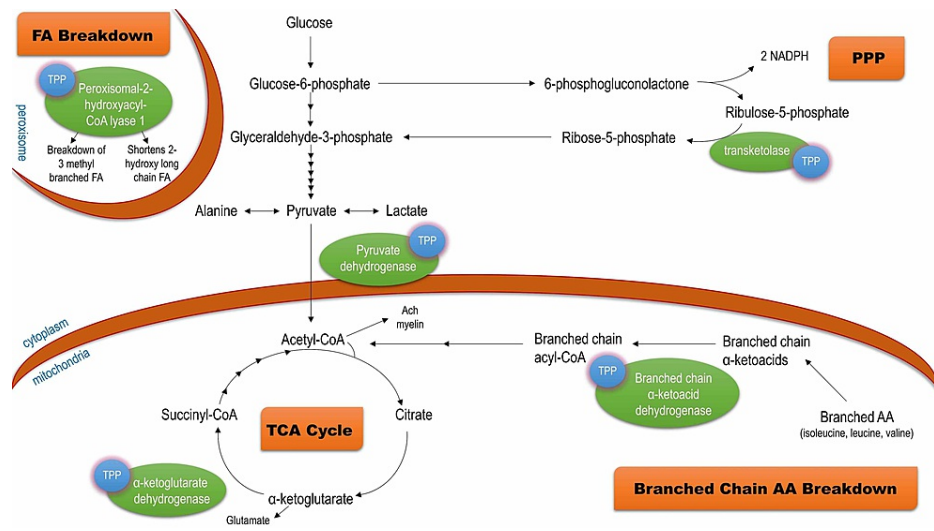 FA Breakdown
TPP
Peroxisomal-2-
hydroxyacyl-
CoA lyase 1
peroxisome
Breakdown of
3 methyl
branched FA
Shortens 2-
hydroxy long
chain FA
Glucose
Glucose-6-phosphate
6-phosphogluconolactone
2 NADPH
PPP
Ribulose-5-phosphate
Glyceraldehyde-3-phosphate
Ribose-5-phosphate
transketolase
TPP
Alanine
Pyruvate
Lactate
Pyruvate
dehydrogenase
TPP
cytoplasm
mitochondria
Acetyl-CoA
Ach
myelin
Branched chain
acyl-CoA
Branched chain
α-ketoacids
TPP
Branched chain
α-ketoacid
dehydrogenase
Branched AA
(isoleucine, leucine, valine)
Succinyl-CoA
TCA Cycle
Citrate
TPP
α-ketoglutarate
dehydrogenase
α-ketoglutarate
Glutamate
Branched Chain AA Breakdown